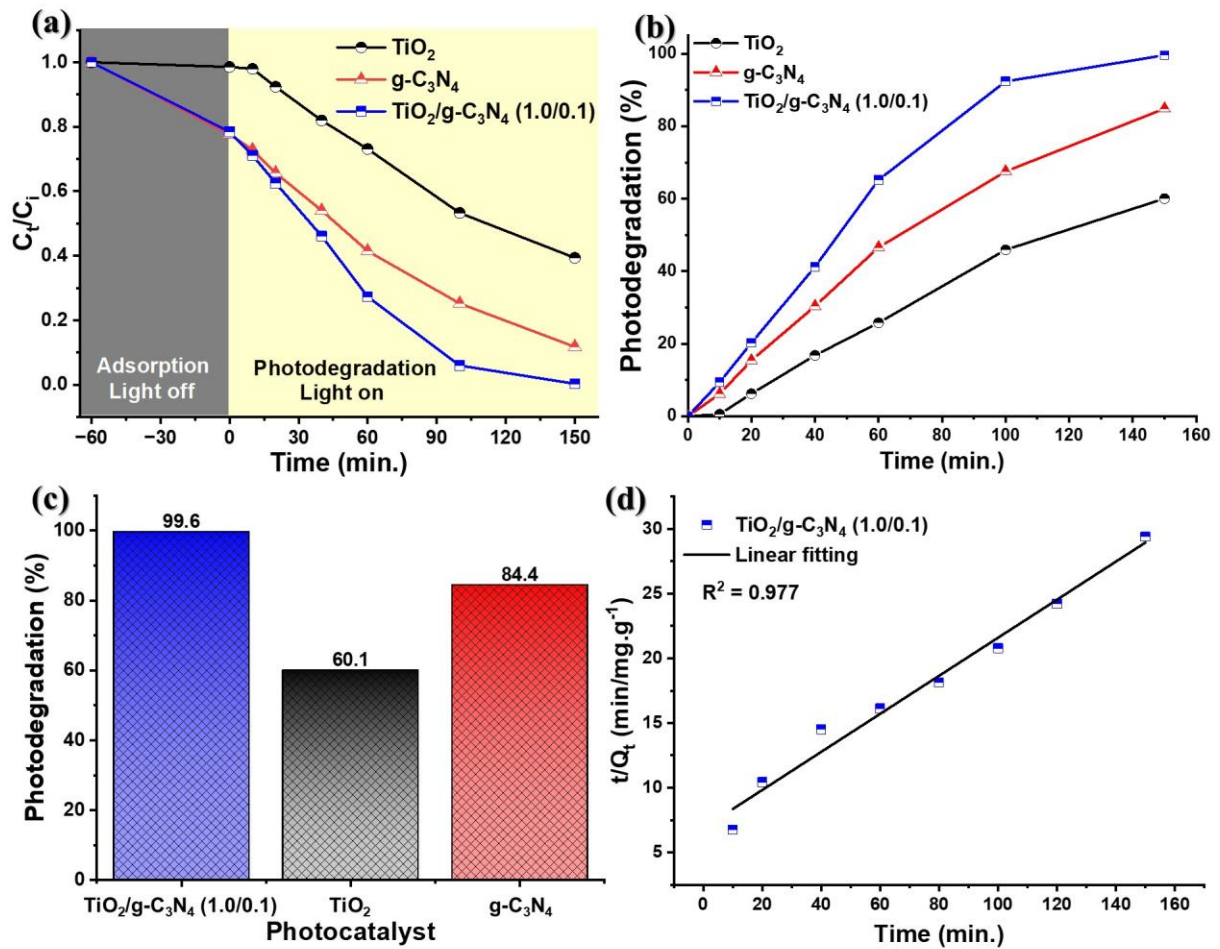 (a)
TiO₂
g-C₃N₄
TiO₂/g-C₃N₄ (1.0/0.1)
1.0
0.8
0.6
0.4
0.2
0.0
Cₜ/Cᵢ
Adsorption
Light off
Photodegradation
Light on
−60 −30 0 30 60 90 120 150
Time (min.)
(b)
TiO₂
g-C₃N₄
TiO₂/g-C₃N₄ (1.0/0.1)
100
80
60
40
20
0
Photodegradation (%)
0 20 40 60 80 100 120 140 160
Time (min.)
(c)
100
80
60
40
20
0
Photodegradation (%)
99.6
60.1
84.4
TiO₂/g-C₃N₄ (1.0/0.1) TiO₂ g-C₃N₄
Photocatalyst
(d)
TiO₂/g-C₃N₄ (1.0/0.1)
Linear fitting
R² = 0.977
30
25
20
15
10
5
t/Qₜ (min/mg.g⁻¹)
0 20 40 60 80 100 120 140 160
Time (min.)